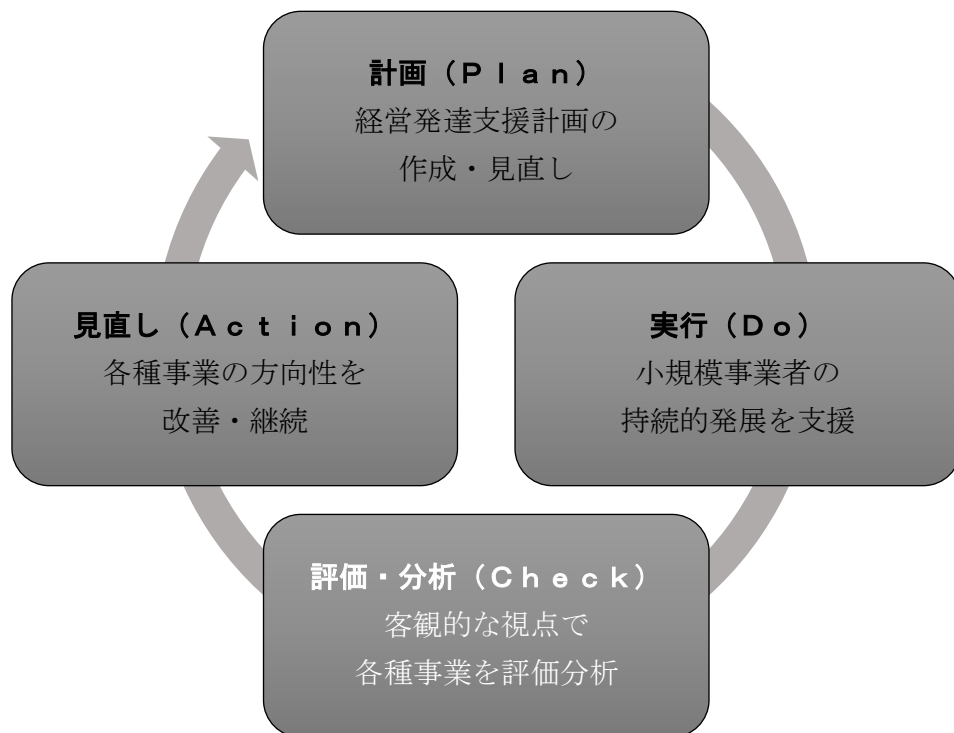 計画（Ｐｌａｎ）
経営発達支援計画の
作成・見直し
実行（Ｄｏ）
小規模事業者の
持続的発展を支援
評価・分析（Ｃｈｅｃｋ）
客観的な視点で
各種事業を評価分析
見直し（Ａｃｔｉｏｎ）
各種事業の方向性を
改善・継続